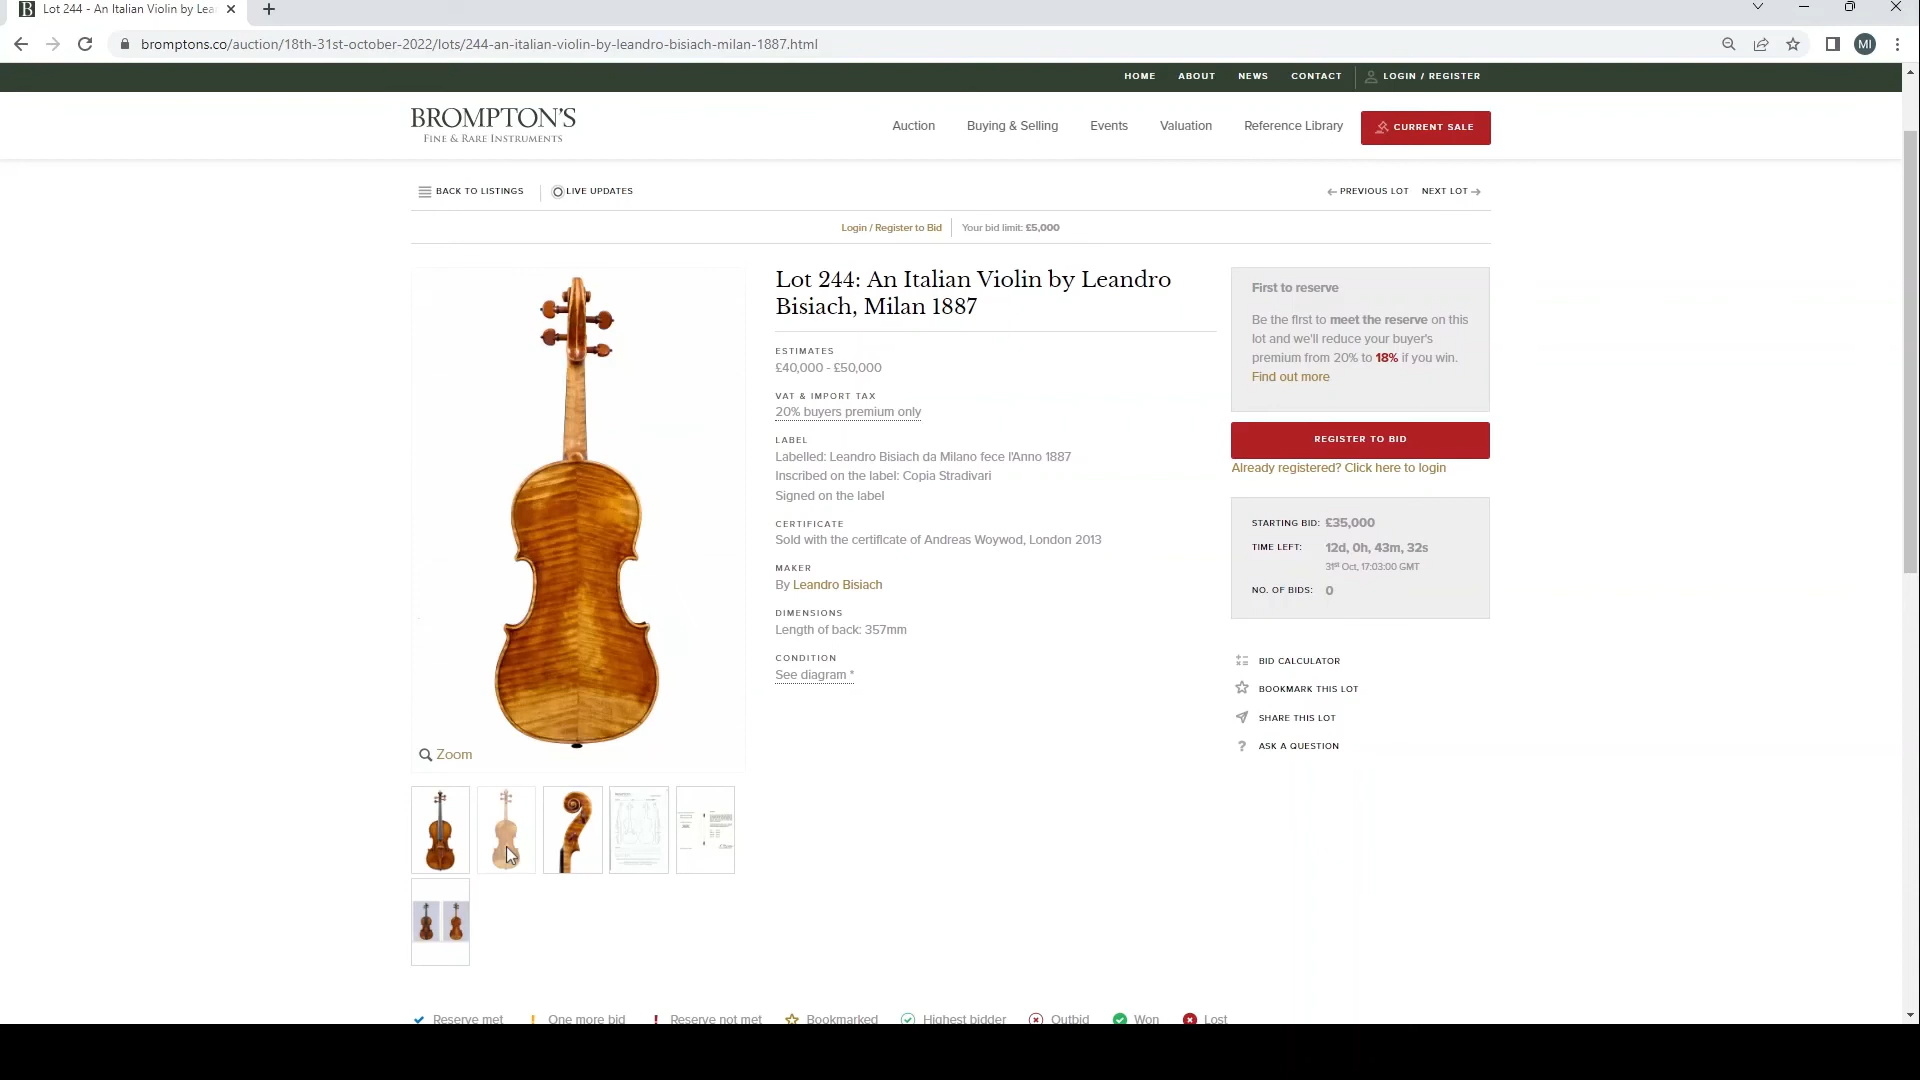 Lot 244 - An Italian Violin by Lea
bromptons.co/auction/18th-31st-october-2022/lots/244-an-italian-violin-by-leandro-bisiach-milan-1887.html
MI
HOME ABOUT NEWS CONTACT LOGIN / REGISTER
BROMPTON'S
FINE & RARE INSTRUMENTS
Auction Buying & Selling Events Valuation Reference Library CURRENT SALE
BACK TO LISTINGS LIVE UPDATES PREVIOUS LOT NEXT LOT
Login / Register to Bid Your bid limit: £5,000
Lot 244: An Italian Violin by Leandro
Bisiach, Milan 1887
ESTIMATES
£40,000 - £50,000
VAT & IMPORT TAX
20% buyers premium only
LABEL
Labelled: Leandro Bisiach da Milano fece l'Anno 1887
Inscribed on the label: Copia Stradivari
Signed on the label
CERTIFICATE
Sold with the certificate of Andreas Woywod, London 2013
MAKER
By Leandro Bisiach
DIMENSIONS
Length of back: 357mm
CONDITION
See diagram *
Zoom
First to reserve
Be the first to meet the reserve on this
lot and we'll reduce your buyer's
premium from 20% to 18% if you win.
Find out more
REGISTER TO BID
Already registered? Click here to login
STARTING BID: £35,000
TIME LEFT: 12d, 0h, 43m, 32s
31st Oct, 17:03:00 GMT
NO. OF BIDS: 0
BID CALCULATOR
BOOKMARK THIS LOT
SHARE THIS LOT
? ASK A QUESTION
Reserve met ! One more bid ! Reserve not met Bookmarked Highest bidder Outbid Won Lost